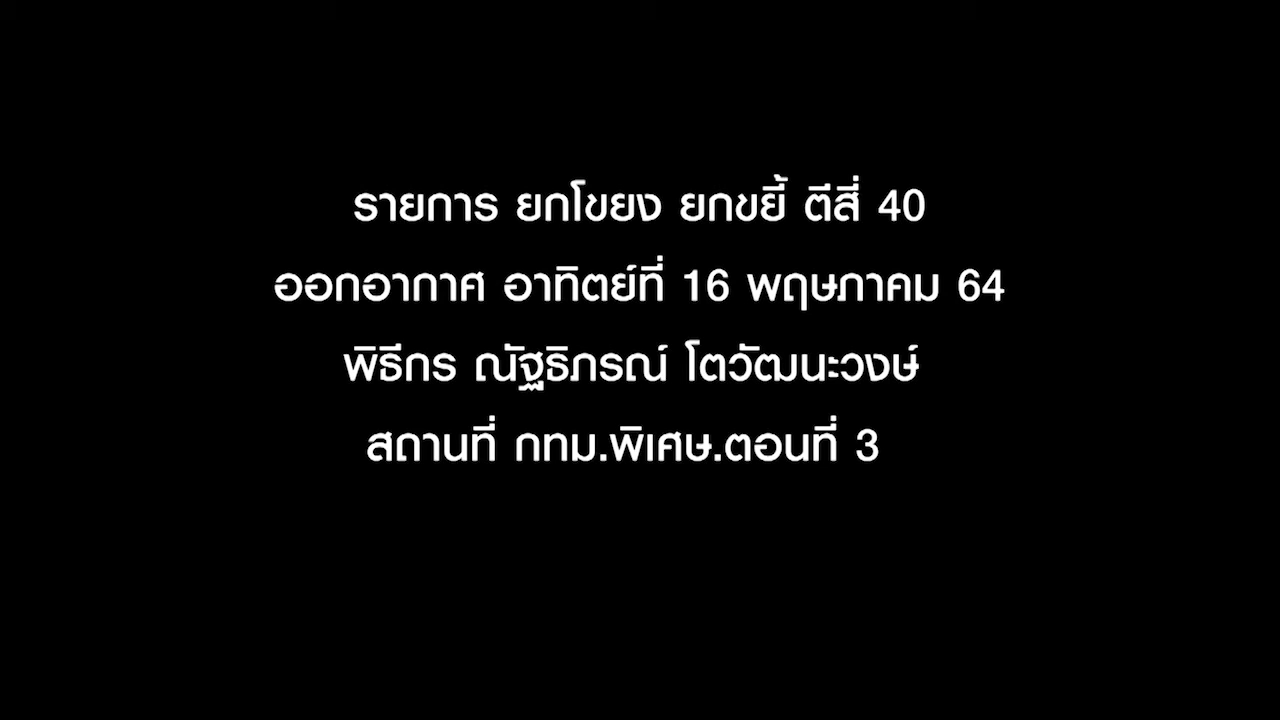 รายการ ยกโขยง ยกขยี้ ตีสี่ 40
ออกอากาศ อาทิตย์ที่ 16 พฤษภาคม 64
พิธีกร ณัฐธิภรณ์ โตวัฒนะวงษ์
สถานที่ กทม.พิเศษ.ตอนที่ 3